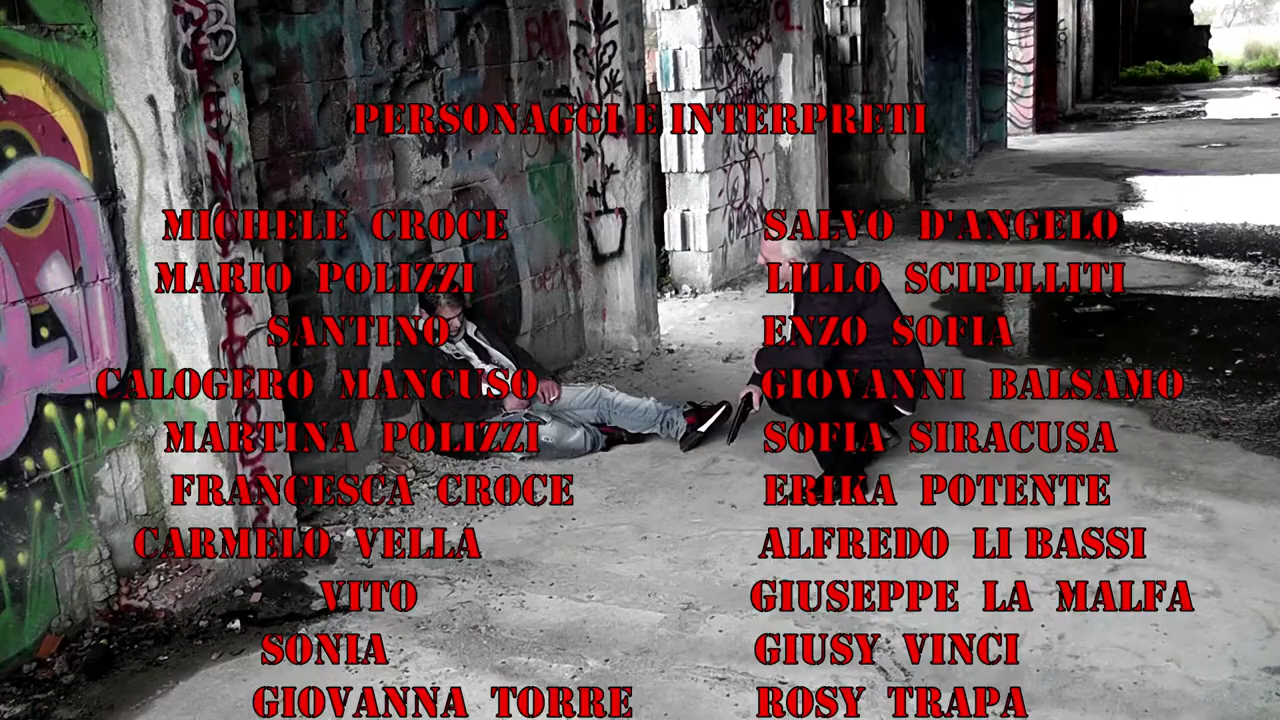 PERSONAGGI E INTERPRETI
MICHELE CROCE SALVO D'ANGELO
MARIO POLIZZI LILLO SCIPILLITI
SANTINO ENZO SOFIA
CALOGERO MANCUSO GIOVANNI BALSAMO
MARTINA POLIZZI SOFIA SIRACUSA
FRANCESCA CROCE ERIKA POTENTE
CARMELO VELLA ALFREDO LI BASSI
VITO GIUSEPPE LA MALFA
SONIA GIUSY VINCI
GIOVANNA TORRE ROSY TRAPA